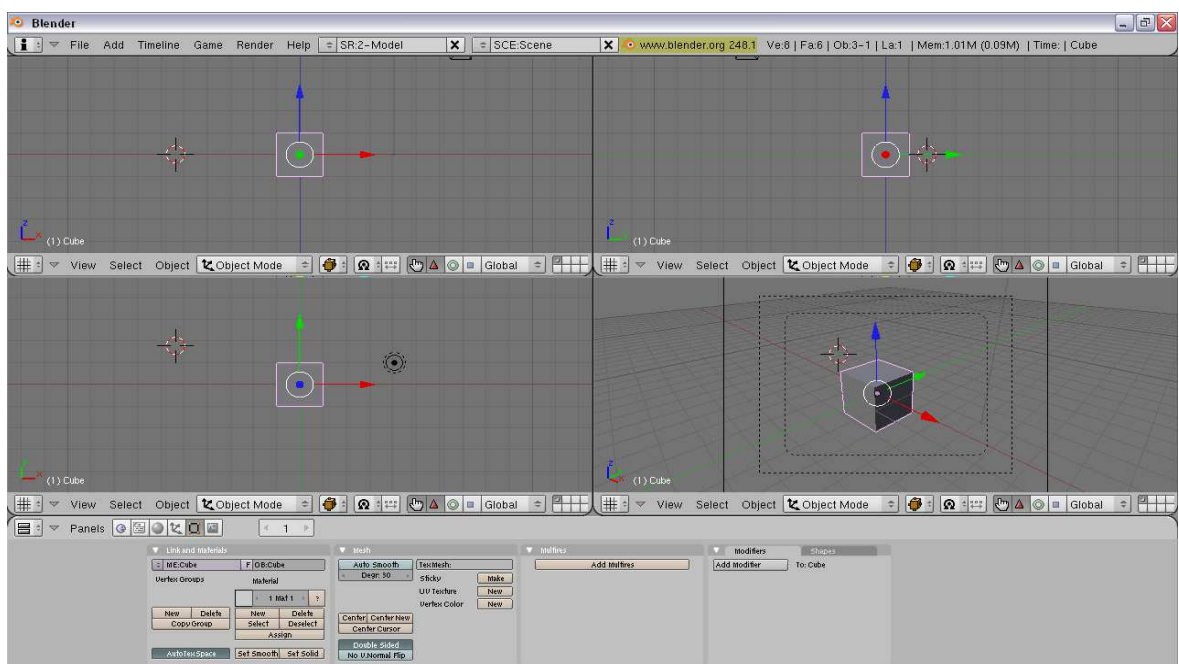 Blender
File Add Timeline Game Render Help SR:2-Model X SCE:Scene X www.blender.org 248.1 Ve:8 | Fa:6 | Ob:3-1 | La:1 | Mem:1.01M (0.09M) | Time: | Cube
z x (1) Cube
z (1) Cube
View Select Object Object Mode Global
View Select Object Object Mode Global
x (1) Cube
z (1) Cube
View Select Object Object Mode Global
View Select Object Object Mode Global
Panels 1
Link and Materials Mesh Multires Modifiers Shapes
ME:Cube F OB:Cube Auto Smooth TexMesh: Add Multires Add Modifier To: Cube
Vertex Groups Material Degr: 30 Sticky Make
1 Mat 1 ? UV Texture New
Vertex Color New
New Delete New Delete
Copy Group Select Deselect Center Center New
Assign Center Cursor
AutoTexSpace Set Smooth Set Solid Double Sided
No V.Normal Flip